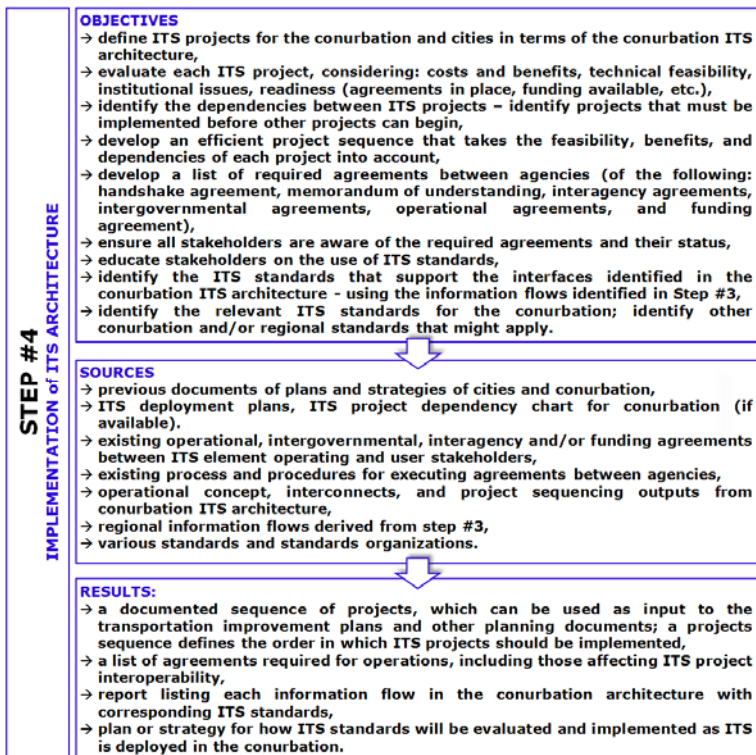 STEP #4
IMPLEMENTATION of ITS ARCHITECTURE
OBJECTIVES
→ define ITS projects for the conurbation and cities in terms of the conurbation ITS
architecture,
→ evaluate each ITS project, considering: costs and benefits, technical feasibility,
institutional issues, readiness (agreements in place, funding available, etc.),
→ identify the dependencies between ITS projects – identify projects that must be
implemented before other projects can begin,
→ develop an efficient project sequence that takes the feasibility, benefits, and
dependencies of each project into account,
→ develop a list of required agreements between agencies (of the following:
handshake agreement, memorandum of understanding, interagency agreements,
intergovernmental agreements, operational agreements, and funding
agreement),
→ ensure all stakeholders are aware of the required agreements and their status,
→ educate stakeholders on the use of ITS standards,
→ identify the ITS standards that support the interfaces identified in the
conurbation ITS architecture - using the information flows identified in Step #3,
→ identify the relevant ITS standards for the conurbation; identify other
conurbation and/or regional standards that might apply.
SOURCES
→ previous documents of plans and strategies of cities and conurbation,
→ ITS deployment plans, ITS project dependency chart for conurbation (if
available).
→ existing operational, intergovernmental, interagency and/or funding agreements
between ITS element operating and user stakeholders,
→ existing process and procedures for executing agreements between agencies,
→ operational concept, interconnects, and project sequencing outputs from
conurbation ITS architecture,
→ regional information flows derived from step #3,
→ various standards and standards organizations.
RESULTS:
→ a documented sequence of projects, which can be used as input to the
transportation improvement plans and other planning documents; a projects
sequence defines the order in which ITS projects should be implemented,
→ a list of agreements required for operations, including those affecting ITS project
interoperability,
→ report listing each information flow in the conurbation architecture with
corresponding ITS standards,
→ plan or strategy for how ITS standards will be evaluated and implemented as ITS
is deployed in the conurbation.